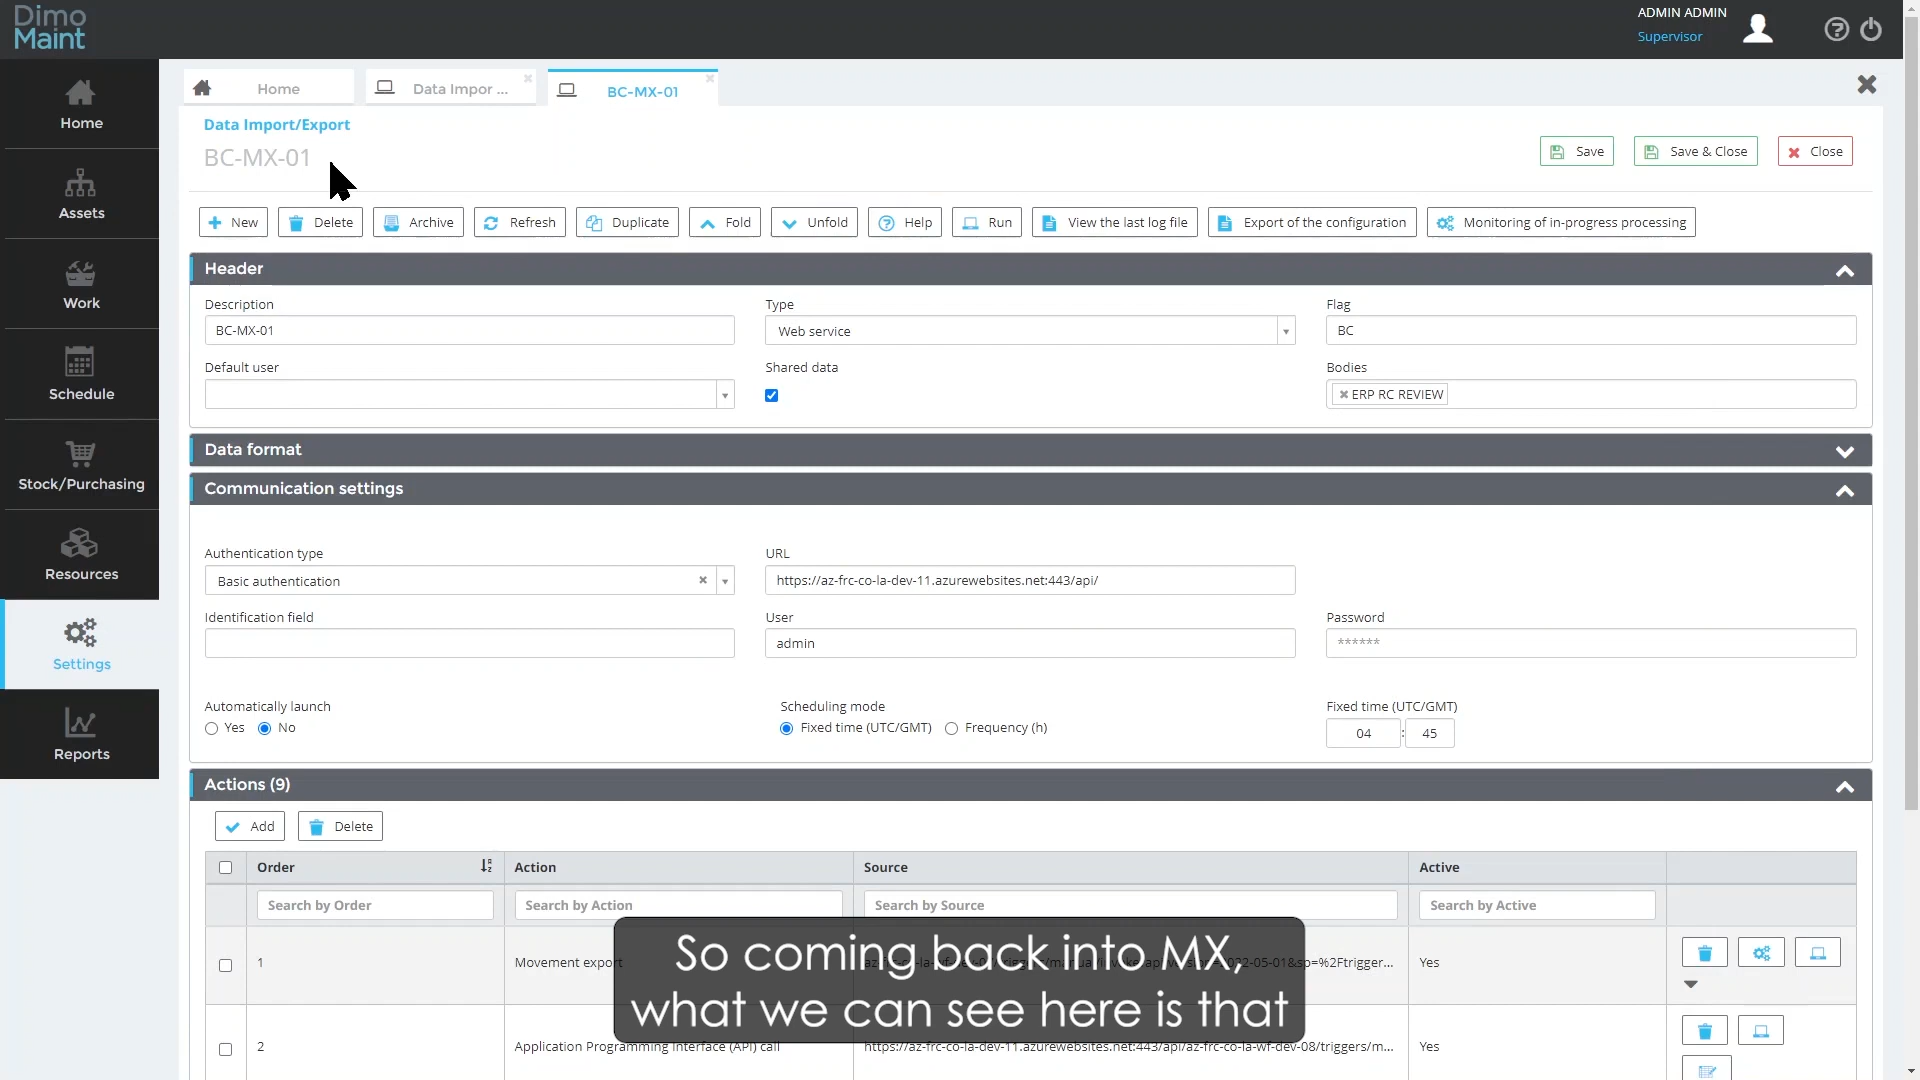 Dimo
Maint
ADMIN ADMIN
Supervisor
Home
Assets
Work
Schedule
Stock/Purchasing
Resources
Settings
Reports
Home
Data Impor ...
BC-MX-01
Data Import/Export
BC-MX-01
Save
Save & Close
Close
New
Delete
Archive
Refresh
Duplicate
Fold
Unfold
Help
Run
View the last log file
Export of the configuration
Monitoring of in-progress processing
Header
Description
Type
Flag
BC-MX-01
Web service
BC
Default user
Shared data
Bodies
ERP RC REVIEW
Data format
Communication settings
Authentication type
URL
Basic authentication
https://az-frc-co-la-dev-11.azurewebsites.net:443/api/
Identification field
User
Password
admin
******
Automatically launch
Scheduling mode
Fixed time (UTC/GMT)
Yes
No
Fixed time (UTC/GMT)
Frequency (h)
04 : 45
Actions (9)
Add
Delete
Order
Action
Source
Active
Search by Order
Search by Action
Search by Source
Search by Active
1
Movement export
Yes
2
Application Programming Interface (API) call
https://az-frc-co-la-dev-11.azurewebsites.net:443/api/az-frc-co-la-wf-dev-08/triggers/m...
Yes
So coming back into MX,
what we can see here is that